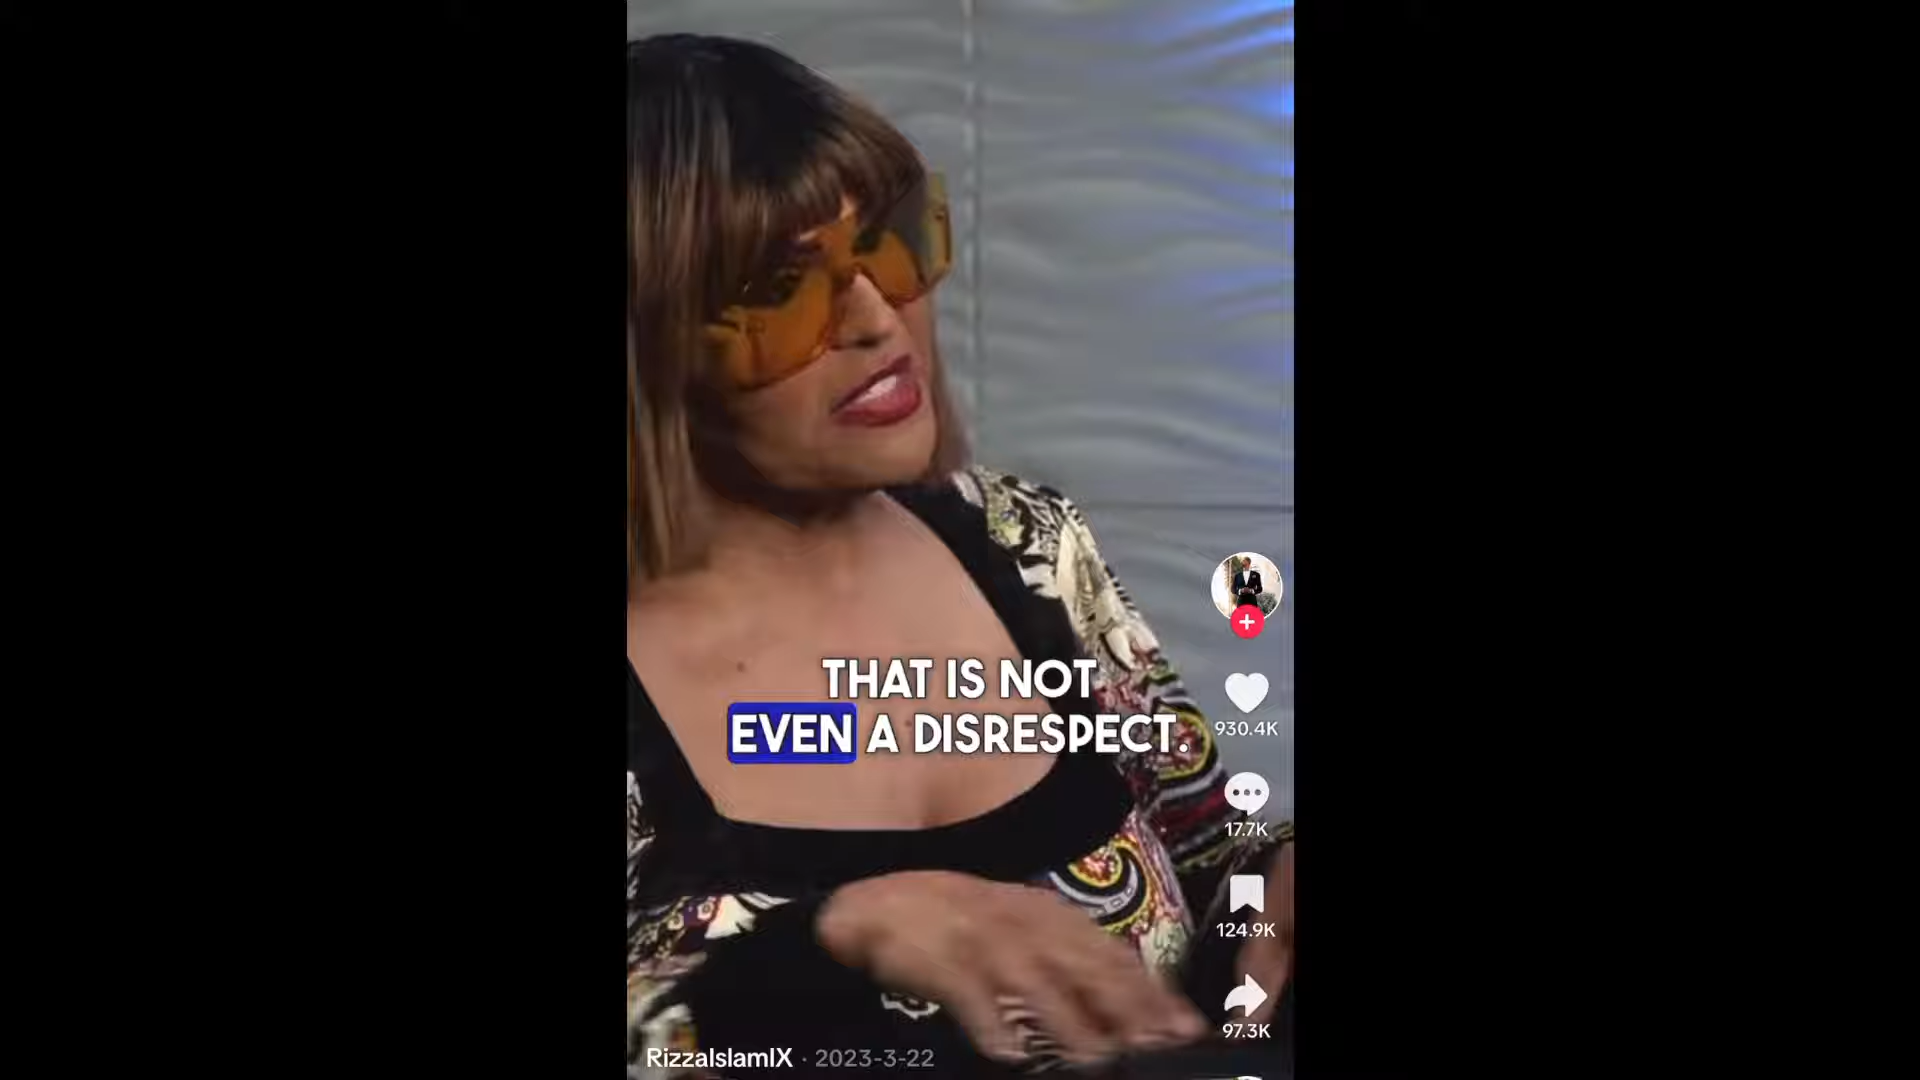 THAT IS NOT
EVEN A DISRESPECT.
930.4K
17.7K
124.9K
97.3K
RizzaIslamIX · 2023-3-22